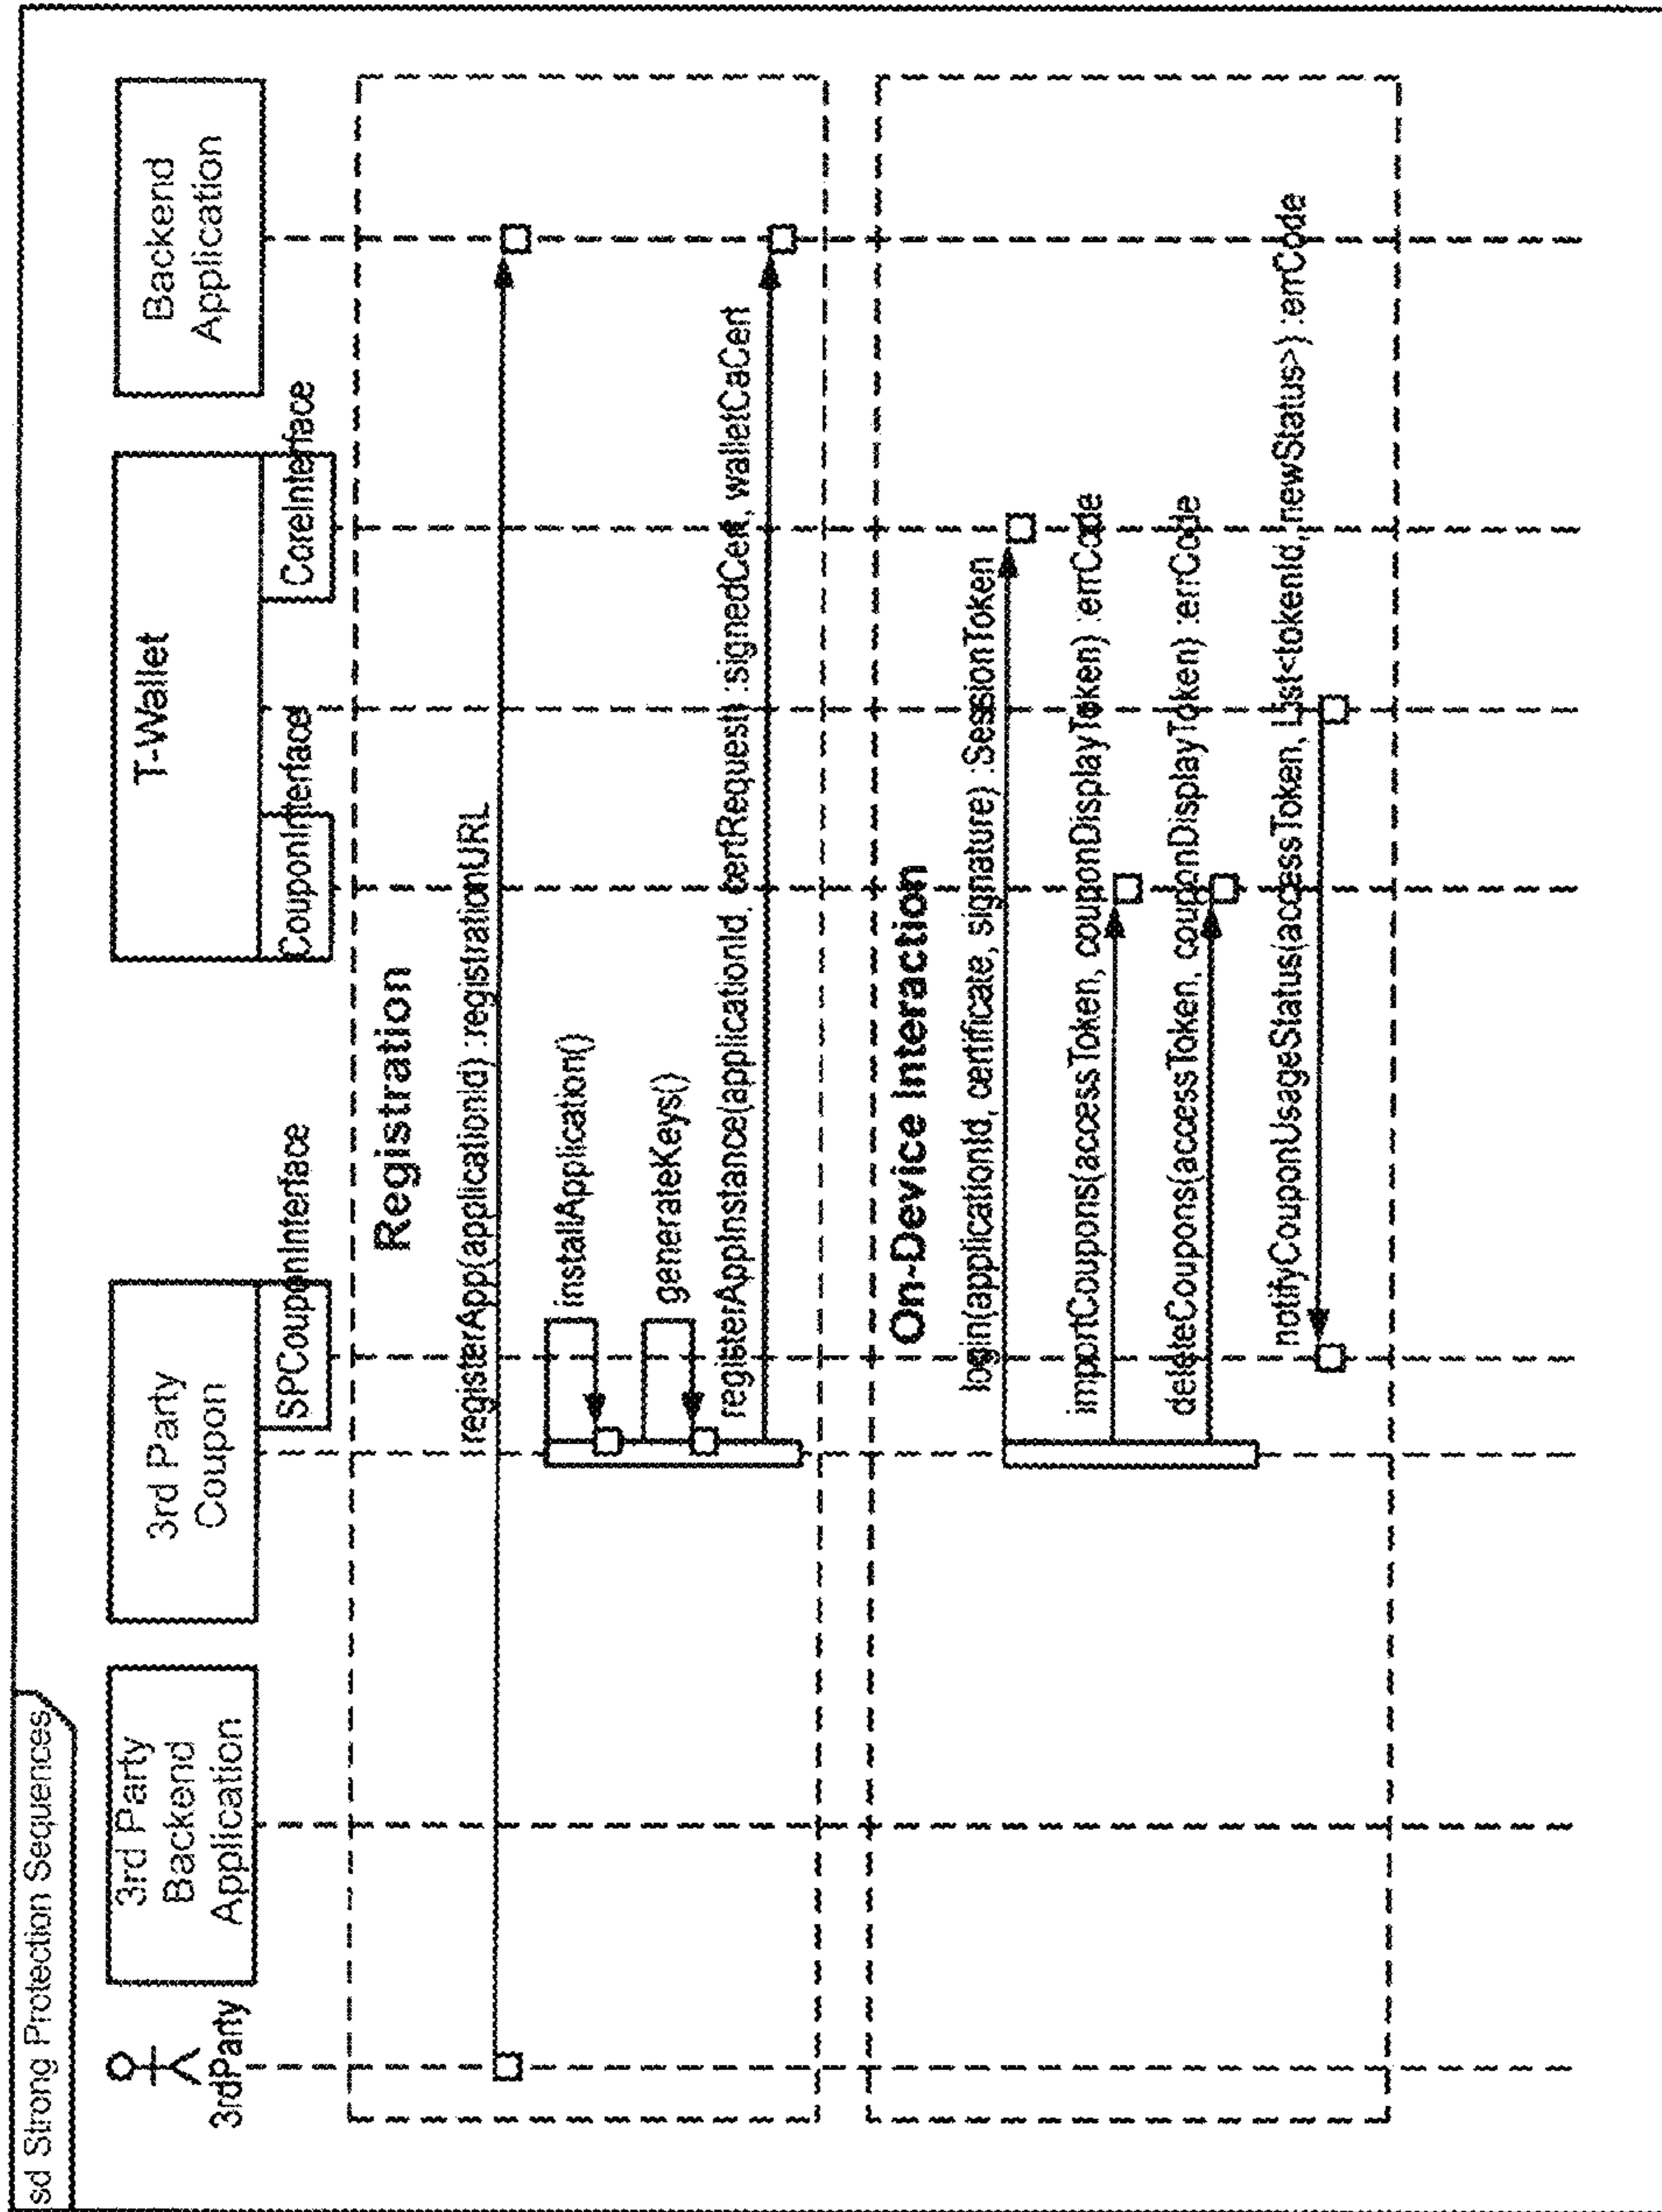 sd Strong Protection Sequences
3rdParty
3rd Party
Backend
Application
3rd Party
Coupon
SPCouponInterface
T-Wallet
CouponInterface
CoreInterface
Backend
Application
Registration
registerApp(applicationId) :registrationURL
installApplication()
generateKeys()
registerAppInstance(applicationId, certRequest) :signedCert, walletCaCert
On-Device Interaction
login(applicationId, certificate, signature) :SessionToken
importCoupons(accessToken, couponDisplayToken) :errCode
deleteCoupons(accessToken, couponDisplayToken) :errCode
notifyCouponUsageStatus(accessToken, List<tokenId, newStatus>) :errCode